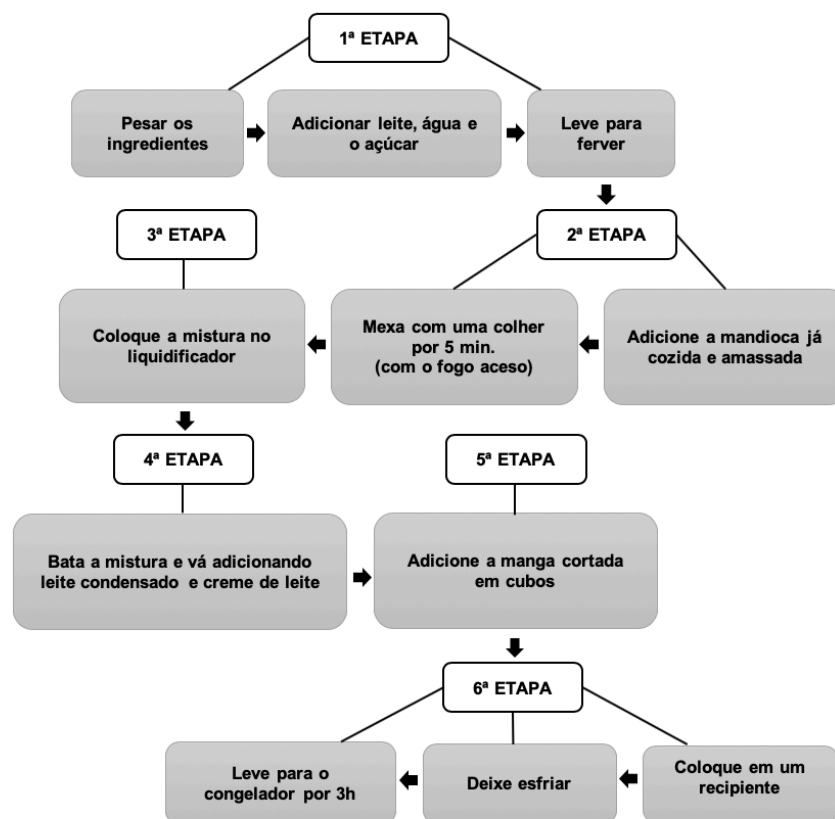 1ª ETAPA
Pesar os
ingredientes
Adicionar leite, água e
o açúcar
Leve para
ferver
2ª ETAPA
Adicione a mandioca já
cozida e amassada
Mexa com uma colher
por 5 min.
(com o fogo aceso)
3ª ETAPA
Coloque a mistura no
liquidificador
4ª ETAPA
Bata a mistura e vá adicionando
leite condensado e creme de leite
5ª ETAPA
Adicione a manga cortada
em cubos
6ª ETAPA
Coloque em um
recipiente
Deixe esfriar
Leve para o
congelador por 3h